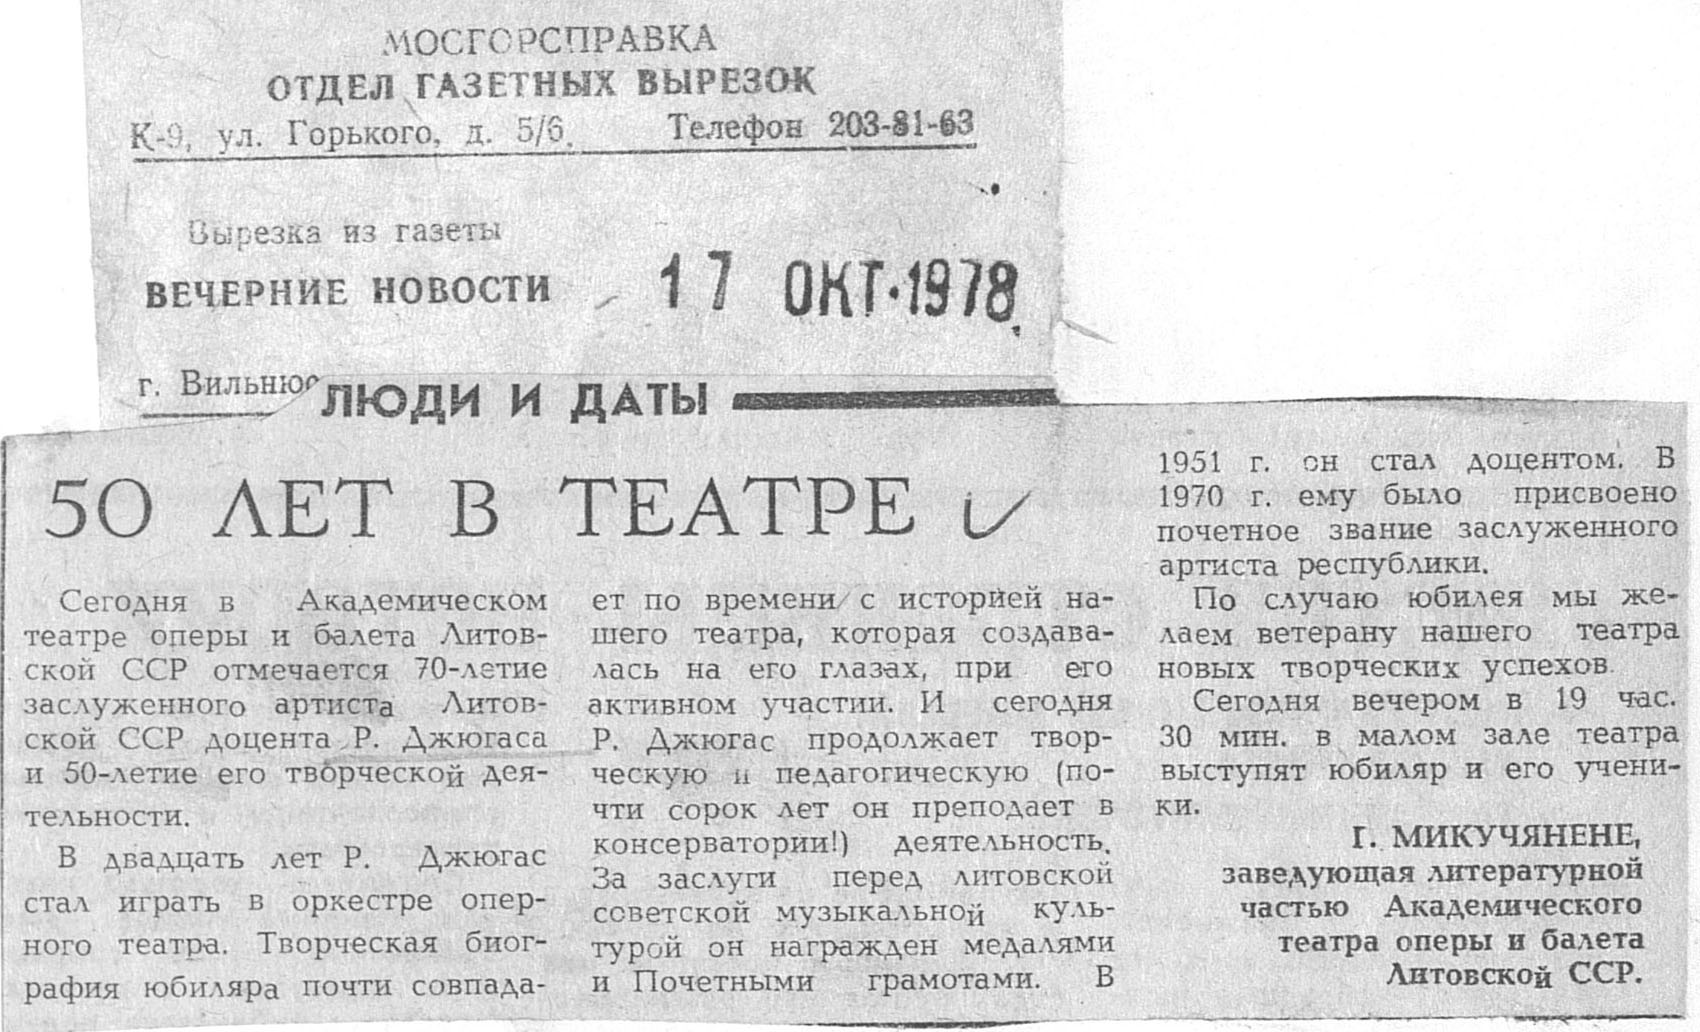 МОСГОРСПРАВКА
ОТДЕЛ ГАЗЕТНЫХ ВЫРЕЗОК
К-9, ул. Горького, д. 5/6. Телефон 203-81-63
Вырезка из газеты
ВЕЧЕРНИЕ НОВОСТИ
17 ОКТ. 1978
г. Вильнюс
ЛЮДИ И ДАТЫ
50 ЛЕТ В ТЕАТРЕ
Сегодня в Академическом
театре оперы и балета Литов-
ской ССР отмечается 70-летие
заслуженного артиста Литов-
ской ССР доцента Р. Джюгаса
и 50-летие его творческой дея-
тельности.
В двадцать лет Р. Джюгас
стал играть в оркестре опер-
ного театра. Творческая биог-
рафия юбиляра почти совпада-
ет по времени с историей на-
шего театра, которая создава-
лась на его глазах, при его
активном участии. И сегодня
Р. Джюгас продолжает твор-
ческую и педагогическую (по-
чти сорок лет он преподает в
консерватории!) деятельность.
За заслуги перед литовской
советской музыкальной куль-
турой он награжден медалями
и Почетными грамотами. В
1951 г. он стал доцентом. В
1970 г. ему было присвоено
почетное звание заслуженного
артиста республики.
По случаю юбилея мы же-
лаем ветерану нашего театра
новых творческих успехов.
Сегодня вечером в 19 час.
30 мин. в малом зале театра
выступят юбиляр и его учени-
ки.
Г. МИКУЧЯНЕНЕ,
заведующая литературной
частью Академического
театра оперы и балета
Литовской ССР.